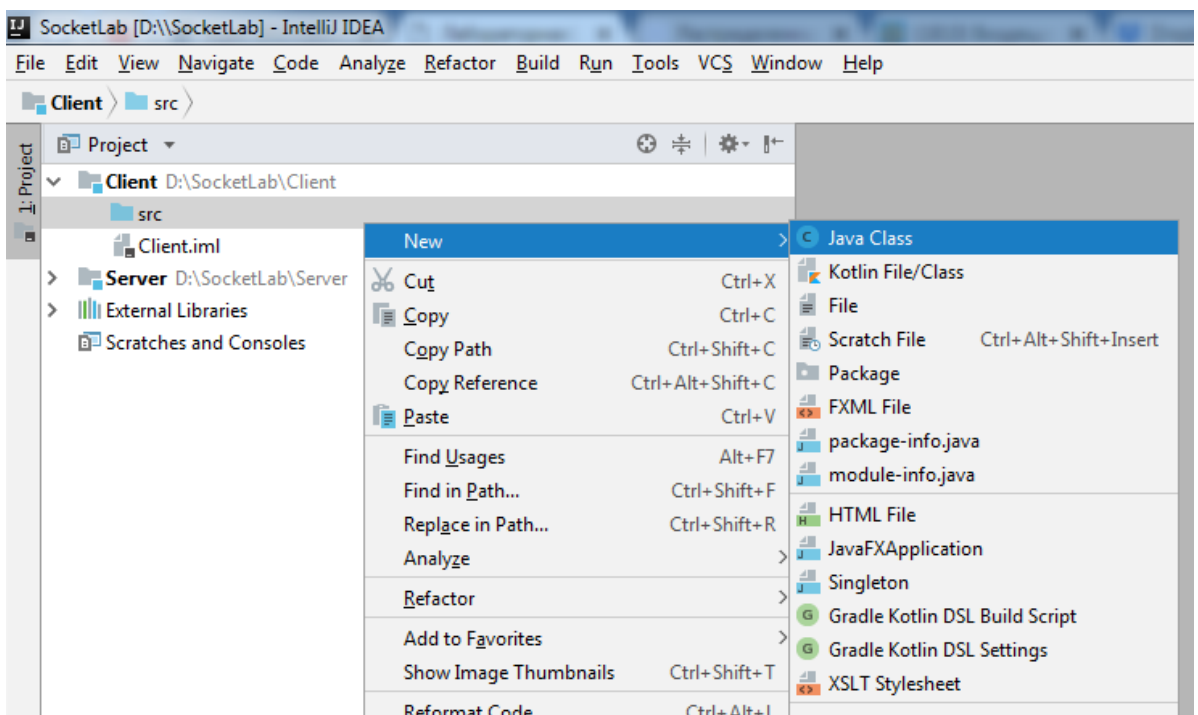 SocketLab [D:\\SocketLab] - IntelliJ IDEA
File Edit View Navigate Code Analyze Refactor Build Run Tools VCS Window Help
Client src
1: Project
Project
Client D:\SocketLab\Client
src
Client.iml
Server D:\SocketLab\Server
External Libraries
Scratches and Consoles
New
Cut Ctrl+X
Copy Ctrl+C
Copy Path Ctrl+Shift+C
Copy Reference Ctrl+Alt+Shift+C
Paste Ctrl+V
Find Usages Alt+F7
Find in Path... Ctrl+Shift+F
Replace in Path... Ctrl+Shift+R
Analyze
Refactor
Add to Favorites
Show Image Thumbnails Ctrl+Shift+T
Reformat Code Ctrl+Alt+L
Java Class
Kotlin File/Class
File
Scratch File Ctrl+Alt+Shift+Insert
Package
FXML File
package-info.java
module-info.java
HTML File
JavaFXApplication
Singleton
Gradle Kotlin DSL Build Script
Gradle Kotlin DSL Settings
XSLT Stylesheet